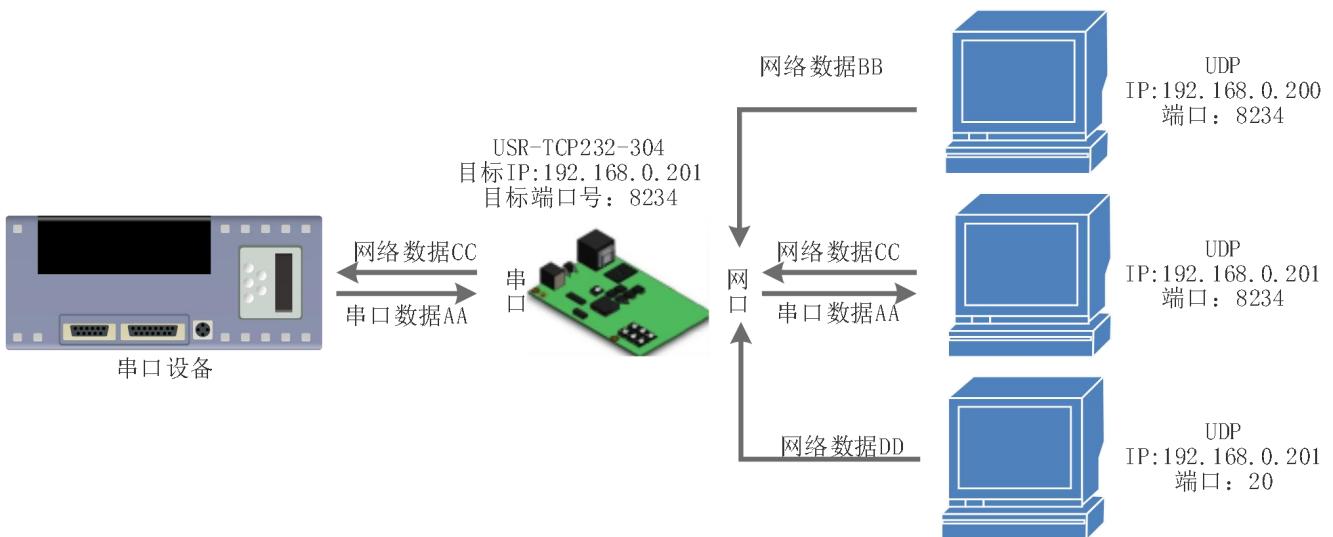 网络数据BB
UDP
IP:192.168.0.200
端口：8234
USR-TCP232-304
目标IP:192.168.0.201
目标端口号：8234
网络数据CC
串口数据AA
串口
网口
网络数据CC
串口数据AA
UDP
IP:192.168.0.201
端口：8234
串口设备
网络数据DD
UDP
IP:192.168.0.201
端口：20